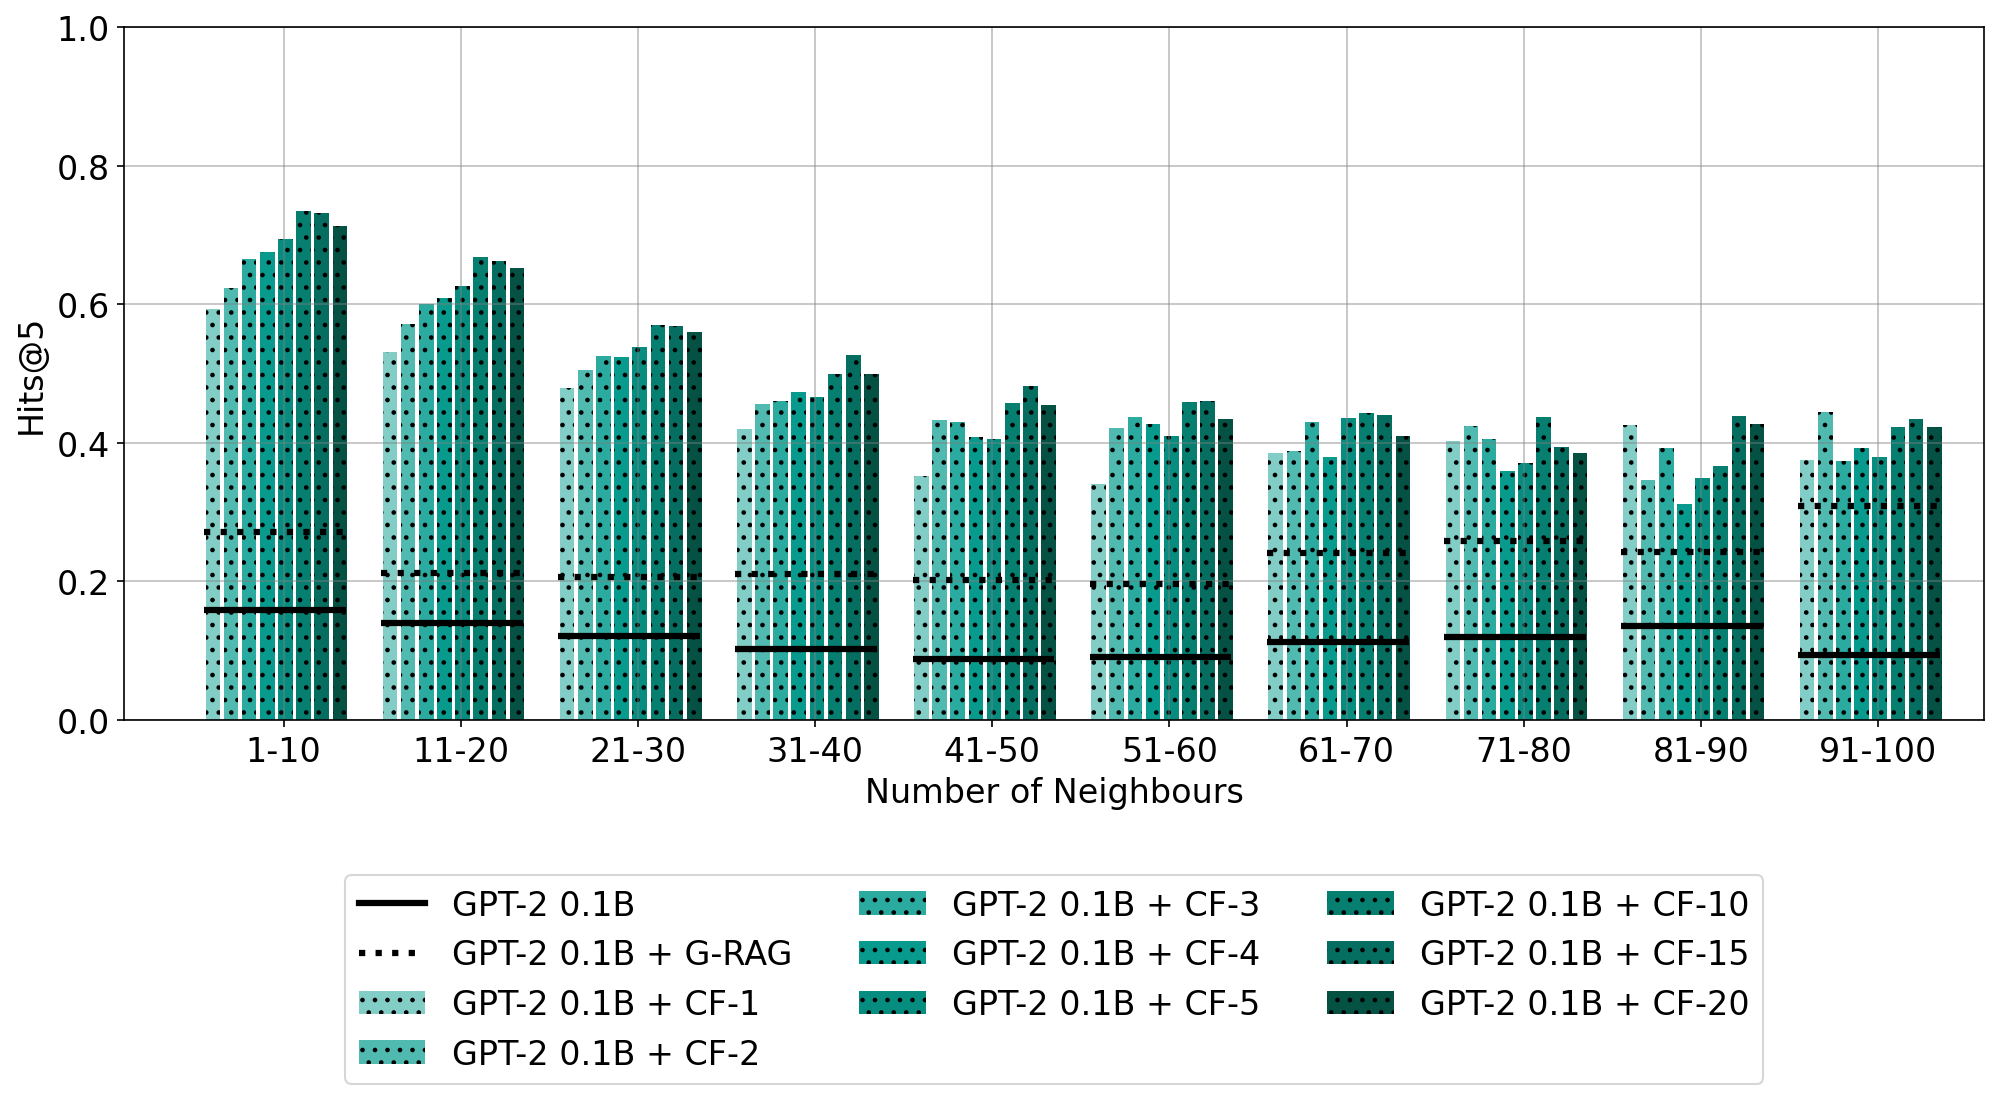 1.0
0.8
0.6
0.4
0.2
0.0
Hits@5
1-10 11-20 21-30 31-40 41-50 51-60 61-70 71-80 81-90 91-100
Number of Neighbours
GPT-2 0.1B
GPT-2 0.1B + G-RAG
GPT-2 0.1B + CF-1
GPT-2 0.1B + CF-2
GPT-2 0.1B + CF-3
GPT-2 0.1B + CF-4
GPT-2 0.1B + CF-5
GPT-2 0.1B + CF-10
GPT-2 0.1B + CF-15
GPT-2 0.1B + CF-20